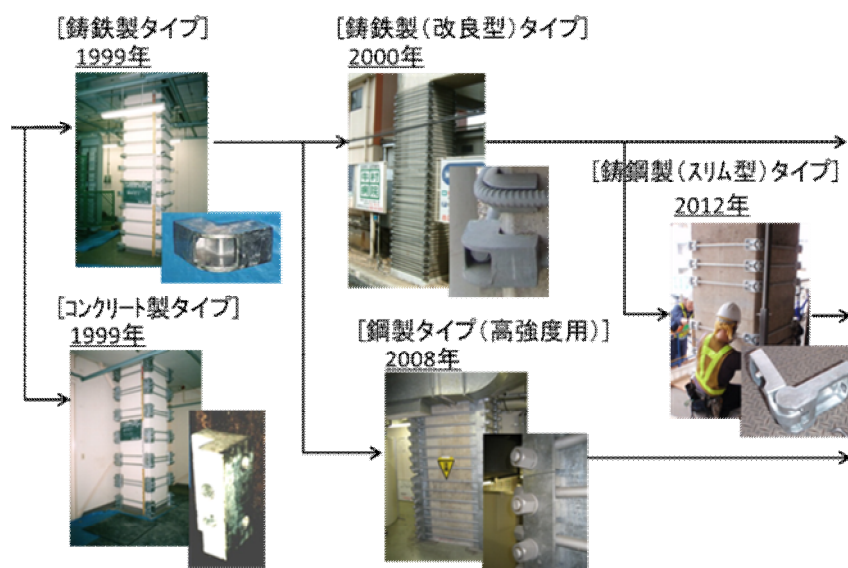 [鋳鉄製タイプ]
1999年
[鋳鉄製(改良型)タイプ]
2000年
[鋳鋼製(スリム型)タイプ]
2012年
[コンクリート製タイプ]
1999年
[鋼製タイプ(高強度用)]
2008年